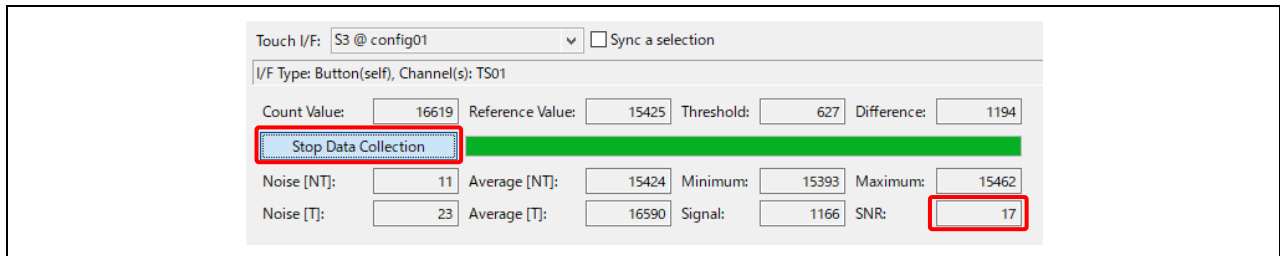 Touch I/F: S3 @ config01 Sync a selection
I/F Type: Button(self), Channel(s): TS01
Count Value: 16619 Reference Value: 15425 Threshold: 627 Difference: 1194
Stop Data Collection
Noise [NT]: 11 Average [NT]: 15424 Minimum: 15393 Maximum: 15462
Noise [T]: 23 Average [T]: 16590 Signal: 1166 SNR: 17